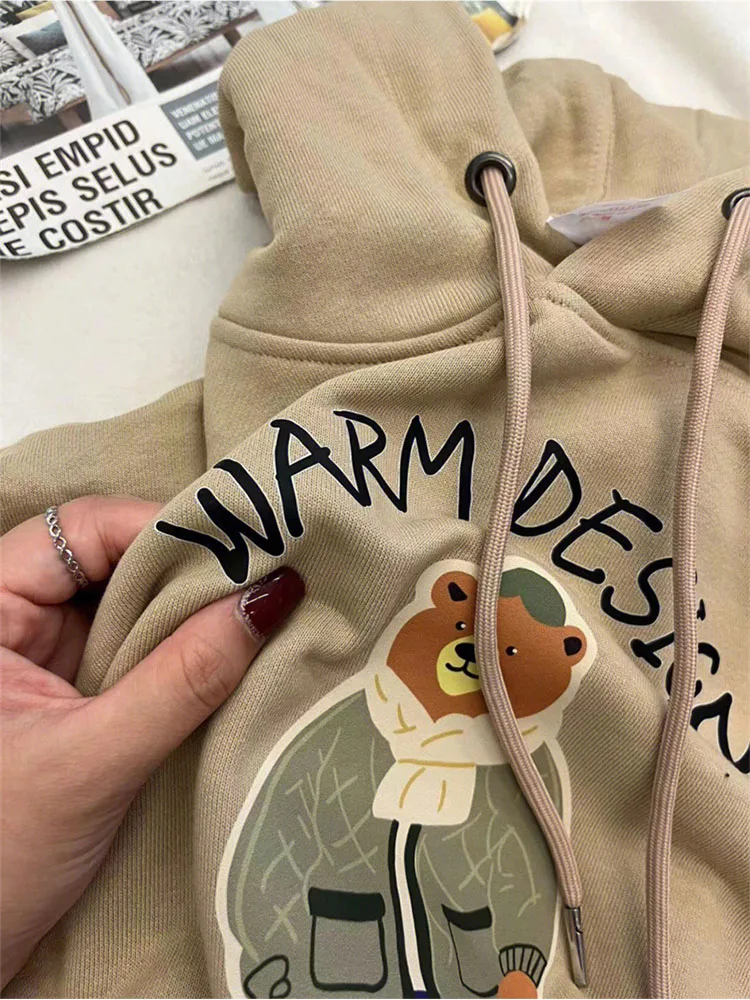 SI EMPID
EPIS SELUS
E COSTIR
WARM DESIGN